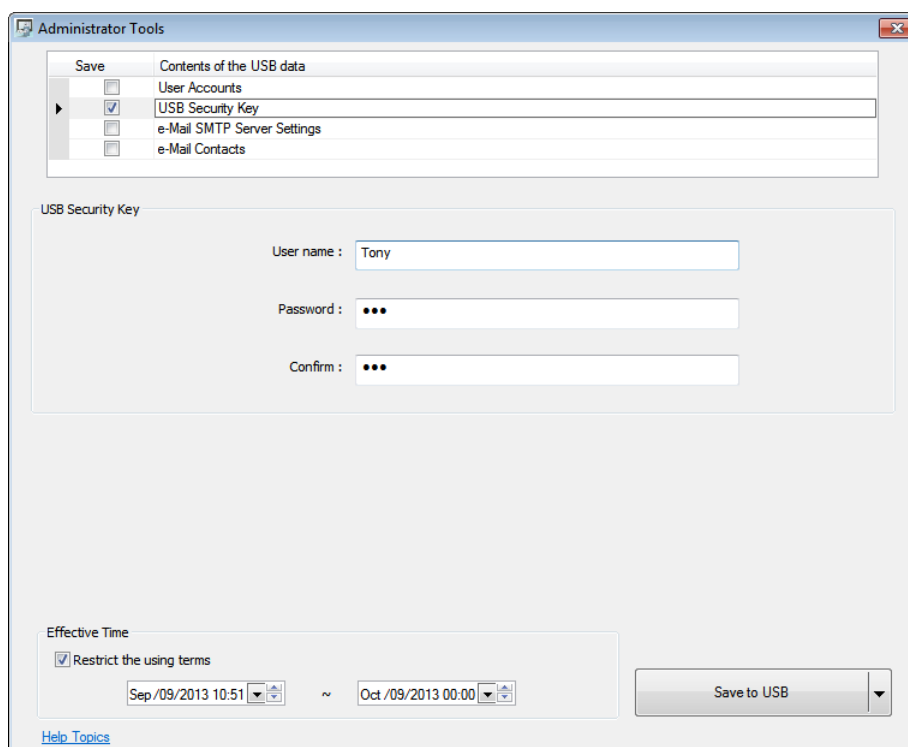 Administrator Tools
Save Contents of the USB data
User Accounts
USB Security Key
e-Mail SMTP Server Settings
e-Mail Contacts
USB Security Key
User name : Tony
Password : ●●●
Confirm : ●●●
Effective Time
Restrict the using terms
Sep /09/2013 10:51 ~ Oct /09/2013 00:00
Save to USB
Help Topics